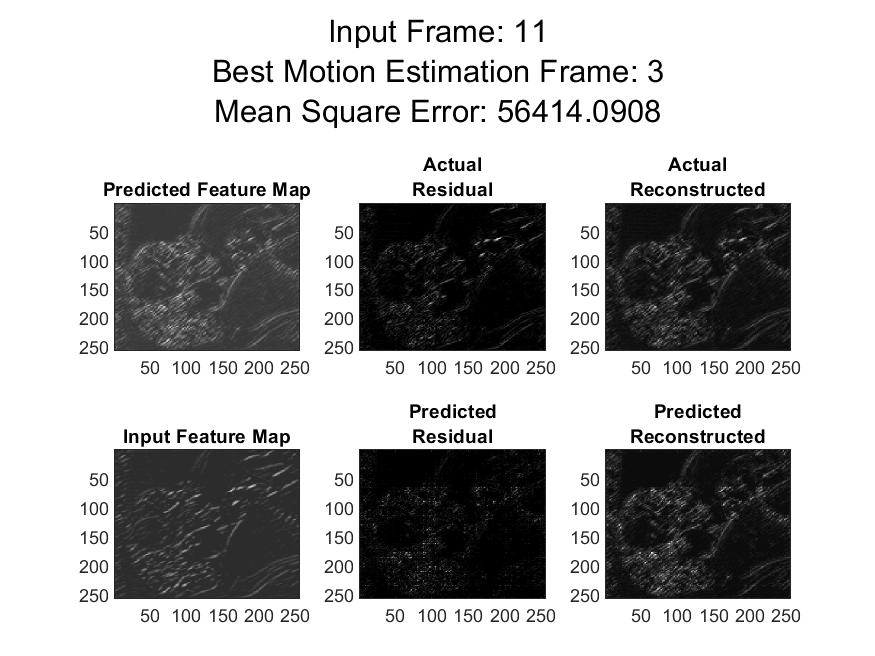 Input Frame: 11
Best Motion Estimation Frame: 3
Mean Square Error: 56414.0908
Predicted Feature Map
50
100
150
200
250
50 100 150 200 250
Actual
Residual
50
100
150
200
250
50 100 150 200 250
Actual
Reconstructed
50
100
150
200
250
50 100 150 200 250
Input Feature Map
50
100
150
200
250
50 100 150 200 250
Predicted
Residual
50
100
150
200
250
50 100 150 200 250
Predicted
Reconstructed
50
100
150
200
250
50 100 150 200 250